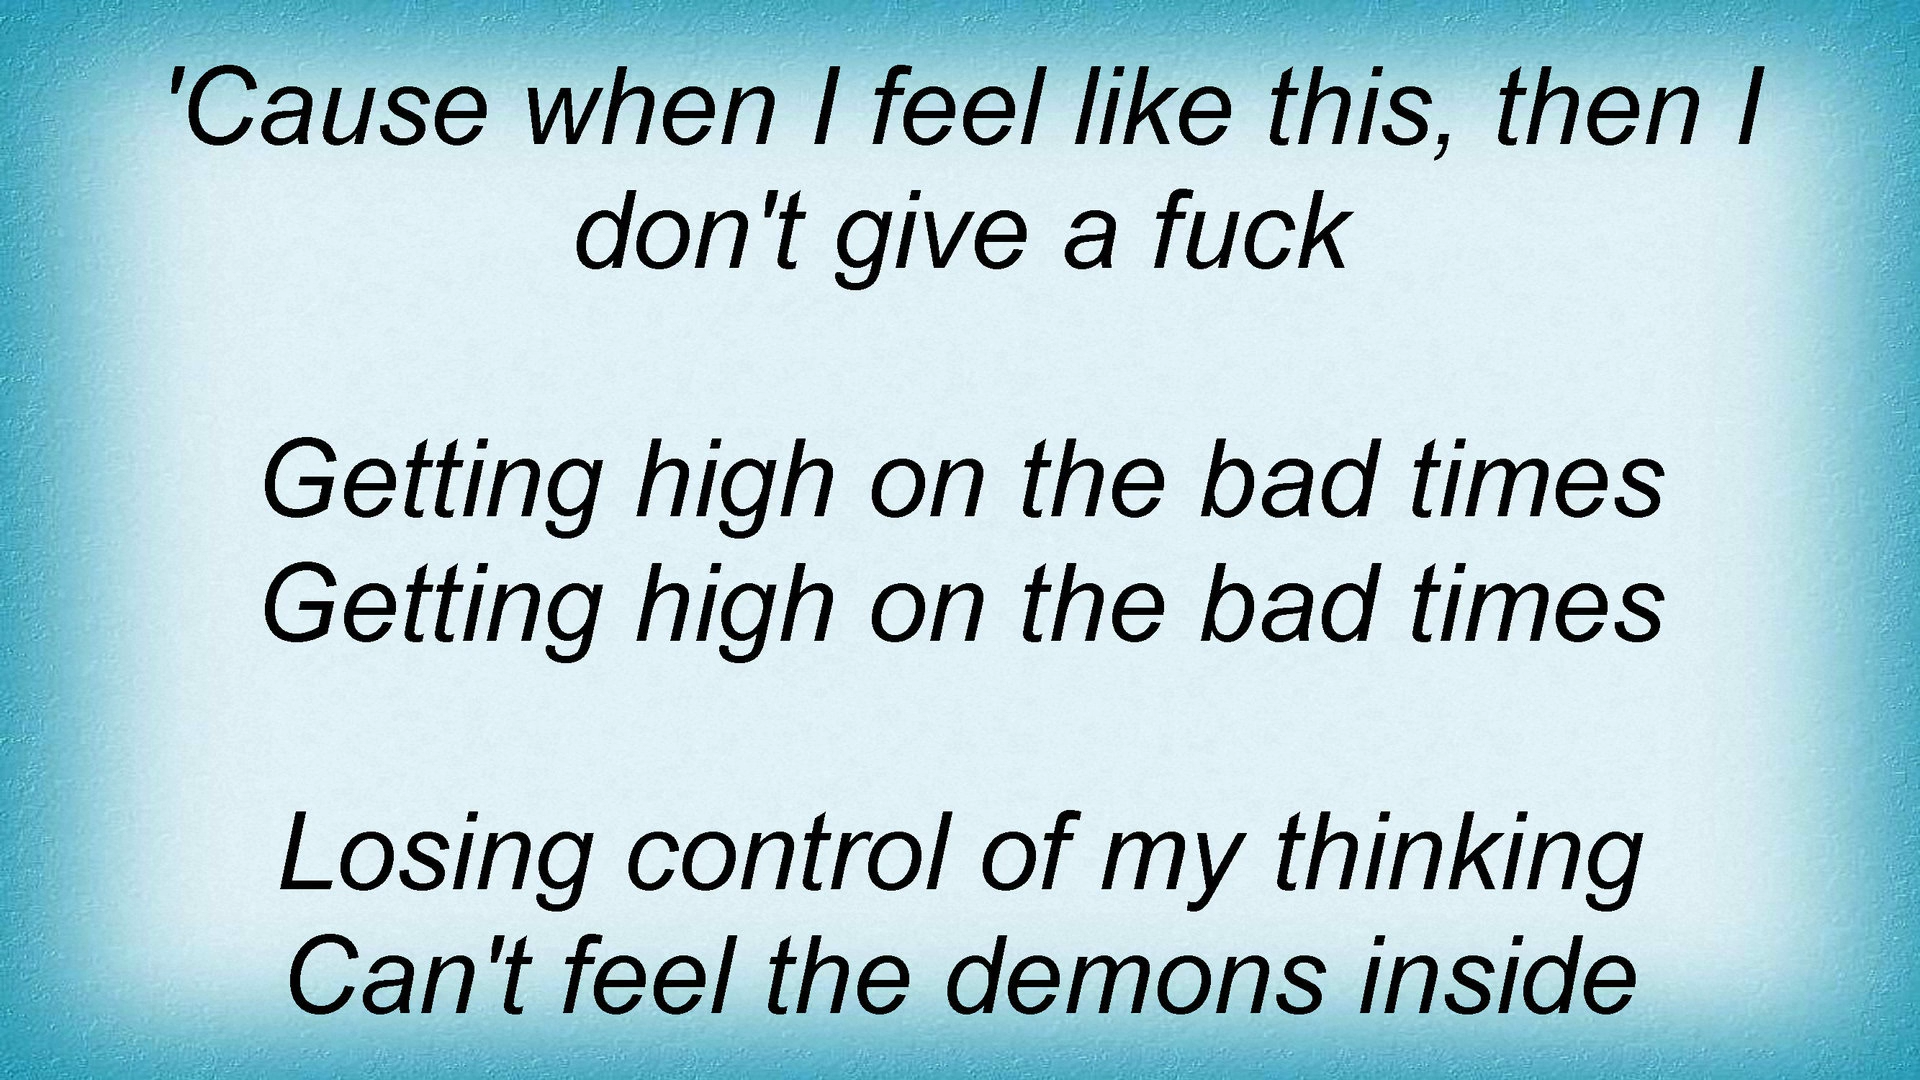 'Cause when I feel like this, then I
don't give a fuck
Getting high on the bad times
Getting high on the bad times
Losing control of my thinking
Can't feel the demons inside